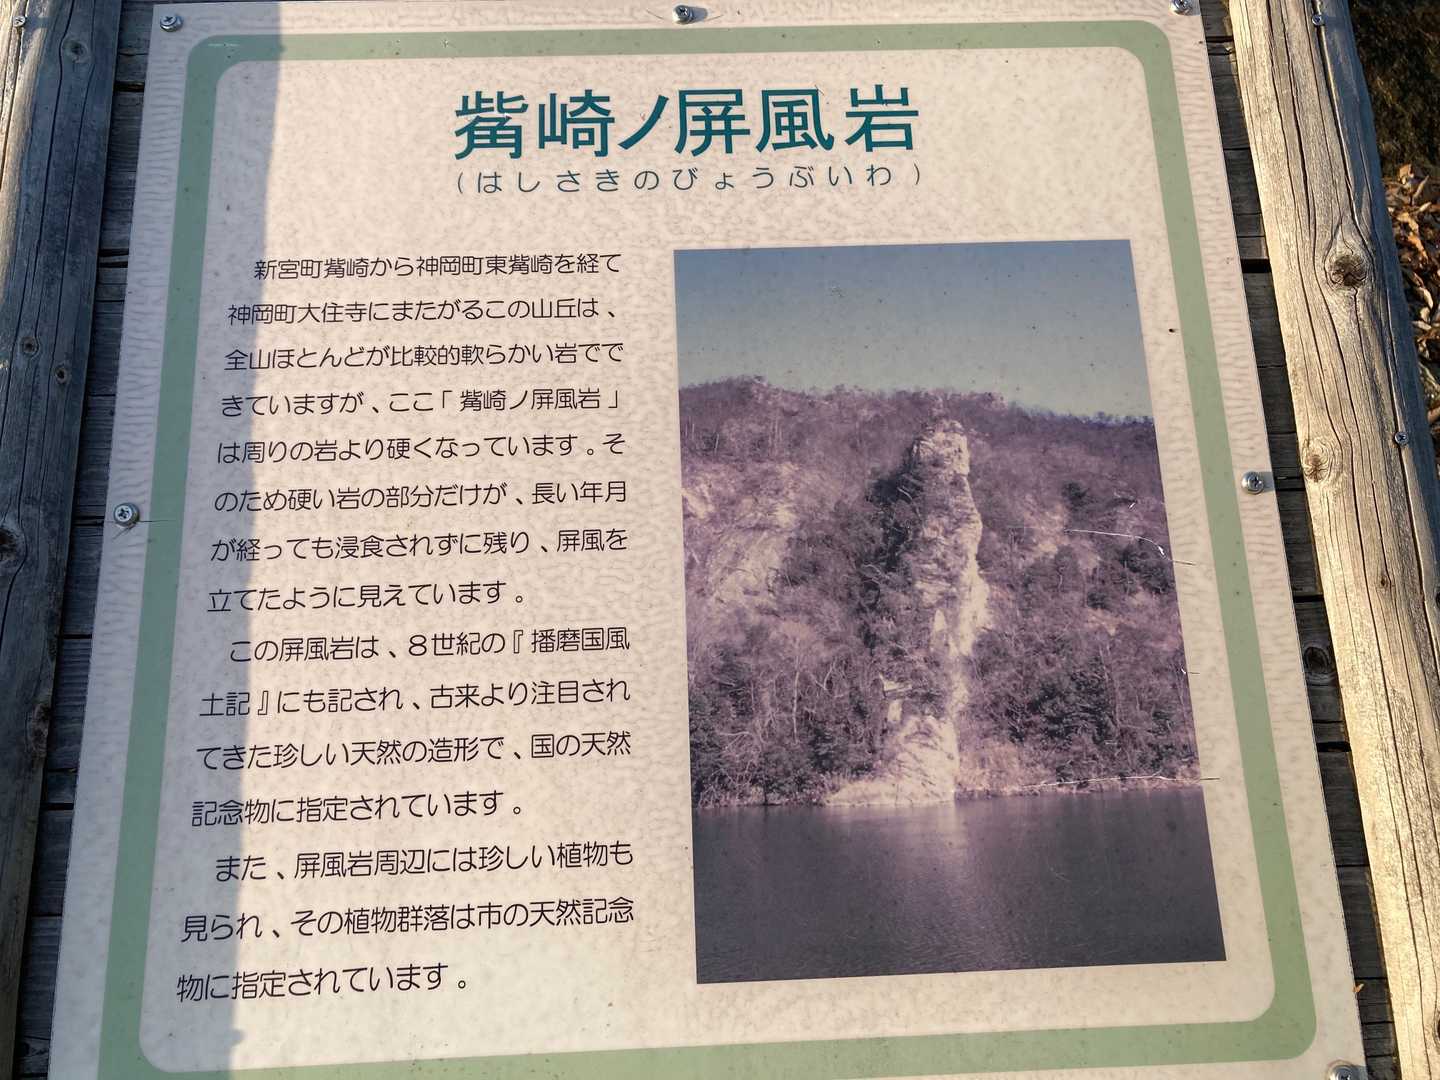 觜崎ノ屏風岩
(はしさきのびょうぶいわ)
新宮町觜崎から神岡町東觜崎を経て
神岡町大住寺にまたがるこの山丘は、
全山ほとんどが比較的軟らかい岩でで
きていますが、ここ「觜崎ノ屏風岩」
は周りの岩より硬くなっています。そ
のため硬い岩の部分だけが、長い年月
が経っても浸食されずに残り、屏風を
立てたように見えています。
この屏風岩は、8世紀の『播磨国風
土記』にも記され、古来より注目され
てきた珍しい天然の造形で、国の天然
記念物に指定されています。
また、屏風岩周辺には珍しい植物も
見られ、その植物群落は市の天然記念
物に指定されています。